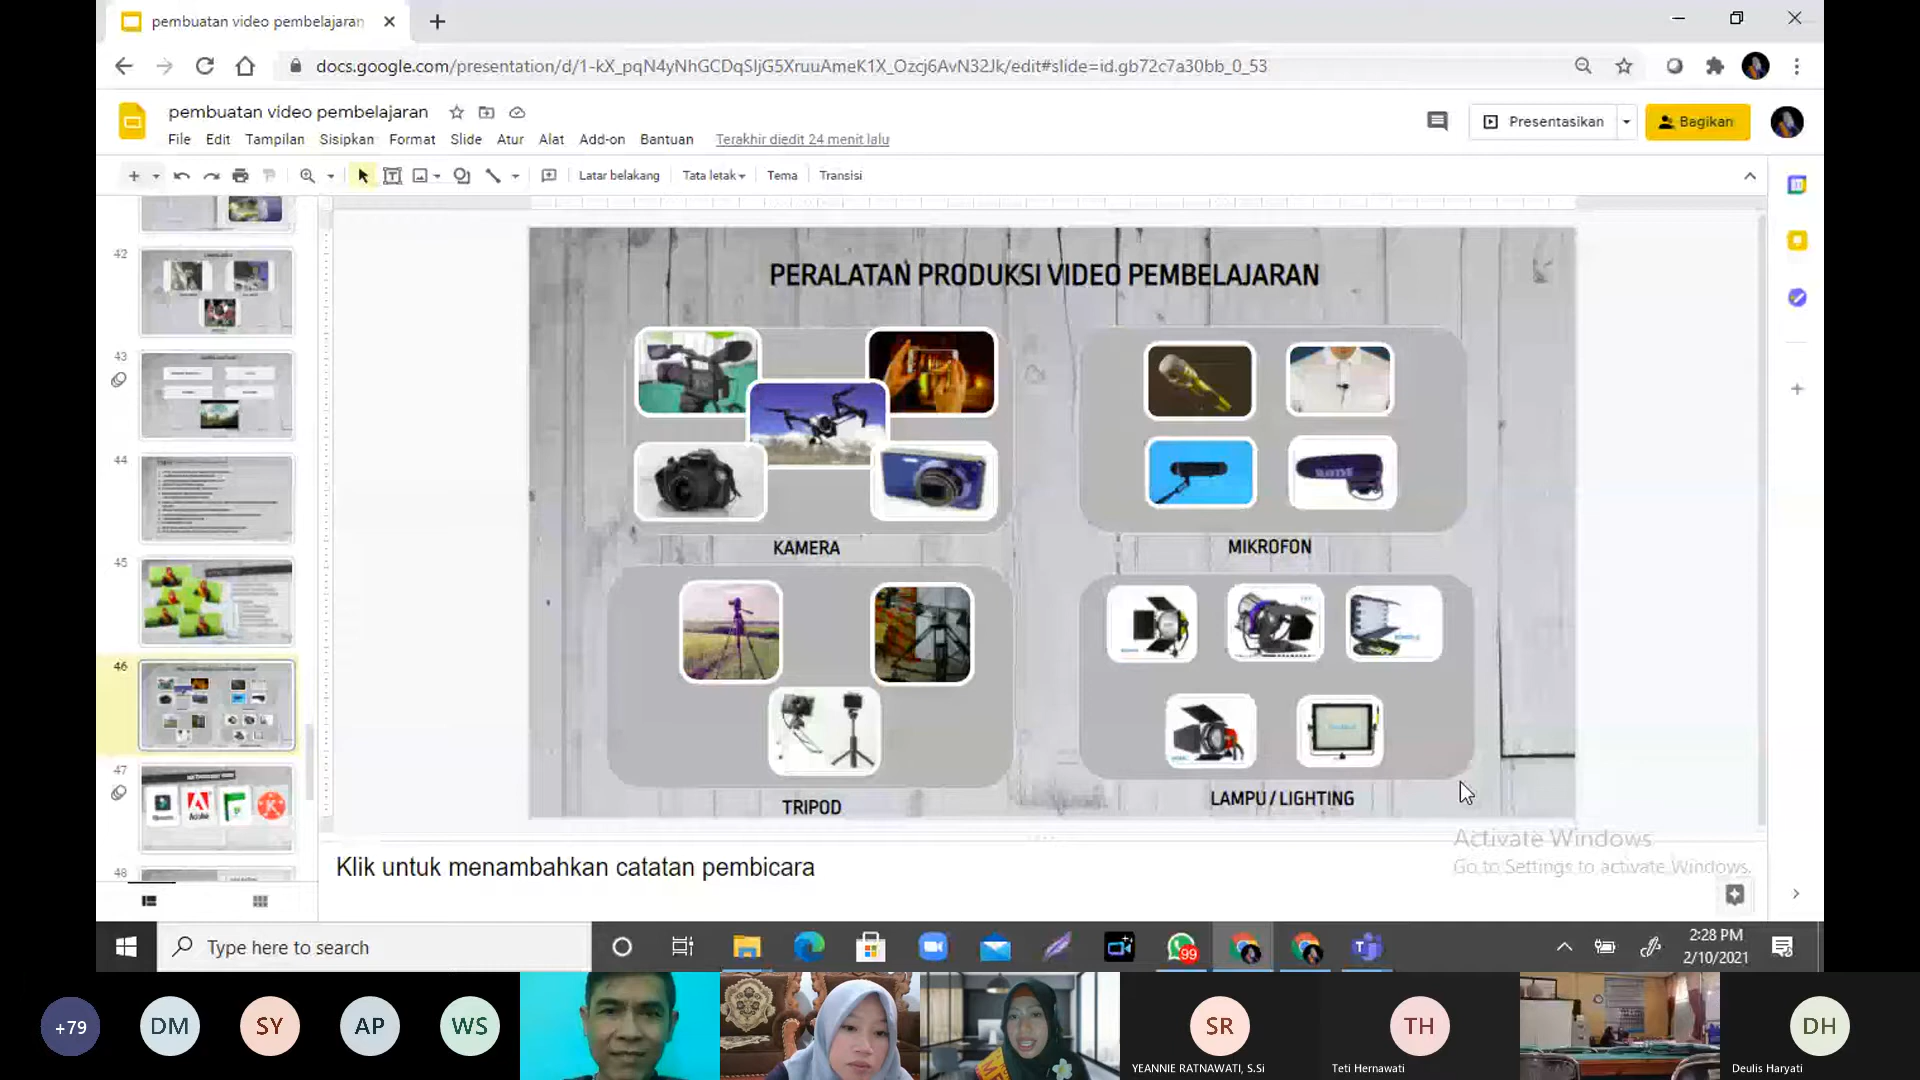 pembuatan video pembelajaran
docs.google.com/presentation/d/1-kX_pqN4yNhGCDqSIjG5XruuAmeK1X_Ozcj6AvN32Jk/edit#slide=id.gb72c7a30bb_0_53
pembuatan video pembelajaran
File Edit Tampilan Sisipkan Format Slide Atur Alat Add-on Bantuan Terakhir diedit 24 menit lalu
Presentasikan
Bagikan
Latar belakang Tata letak Tema Transisi
42
43
44
45
46
47
48
PERALATAN PRODUKSI VIDEO PEMBELAJARAN
KAMERA
MIKROFON
TRIPOD
LAMPU / LIGHTING
Activate Windows
Go to Settings to activate Windows.
Klik untuk menambahkan catatan pembicara
Type here to search
99
2:28 PM
2/10/2021
+79
DM
SY
AP
WS
SR
YEANNIE RATNAWATI, S.Si
TH
Teti Hernawati
DH
Deulis Haryati